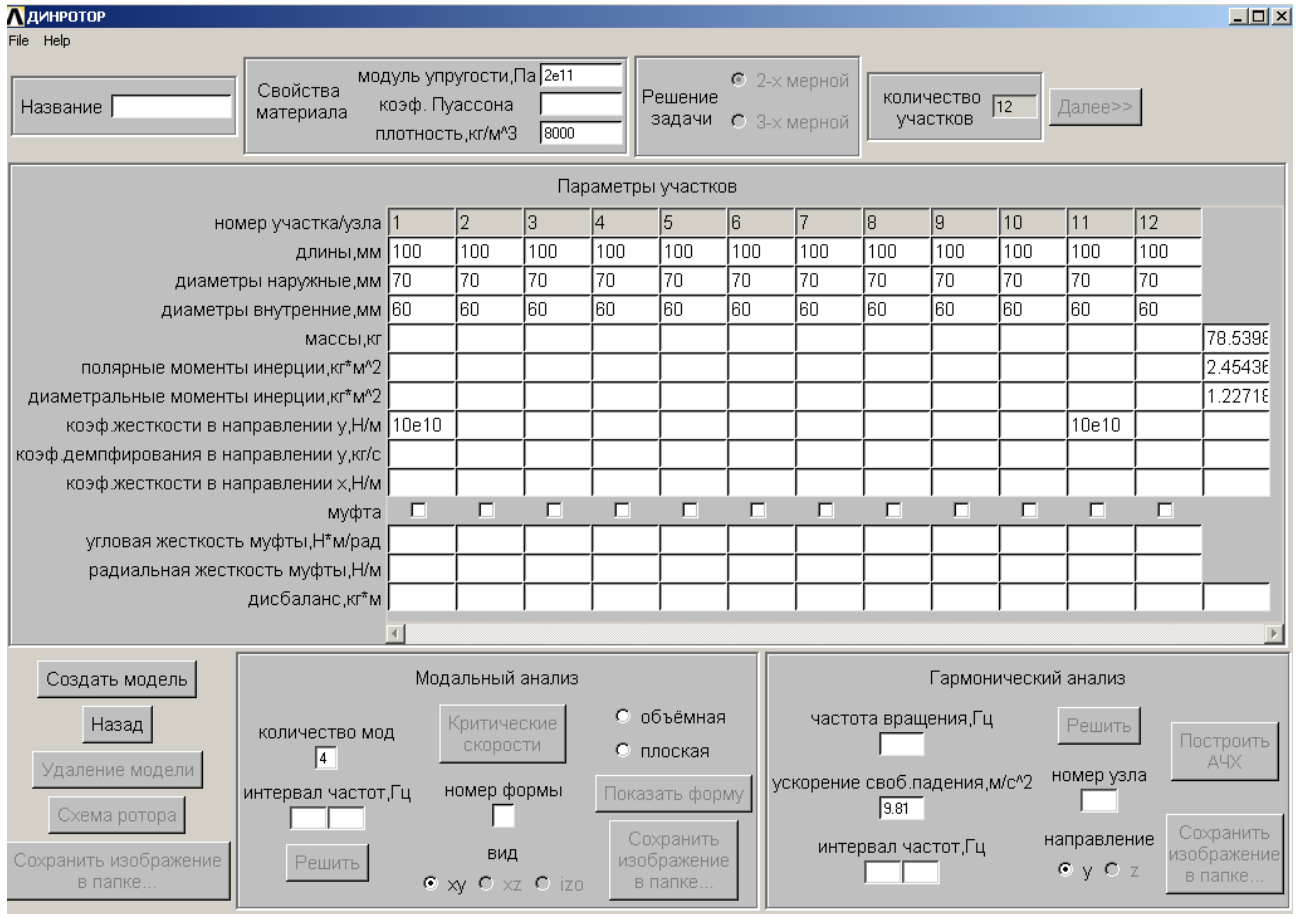 ДИНРОТОР
File Help
Название
Свойства материала
модуль упругости,Па 2e11
коэф. Пуассона
плотность,кг/м^3 8000
Решение задачи
2-х мерной
3-х мерной
количество участков 12
Далее>>
Параметры участков
номер участка/узла 1 2 3 4 5 6 7 8 9 10 11 12
длины,мм 100 100 100 100 100 100 100 100 100 100 100 100
диаметры наружные,мм 70 70 70 70 70 70 70 70 70 70 70 70
диаметры внутренние,мм 60 60 60 60 60 60 60 60 60 60 60 60
массы,кг 78.5398
полярные моменты инерции,кг*м^2 2.45436
диаметральные моменты инерции,кг*м^2 1.22718
коэф.жесткости в направлении y,Н/м 10e10 10e10
коэф.демпфирования в направлении y,кг/с
коэф.жесткости в направлении x,Н/м
муфта
угловая жесткость муфты,Н*м/рад
радиальная жесткость муфты,Н/м
дисбаланс,кг*м
Создать модель
Назад
Удаление модели
Схема ротора
Сохранить изображение
в папке...
Модальный анализ
количество мод
4
интервал частот,Гц
Решить
Критические
скорости
номер формы
вид
xy xz izo
объёмная
плоская
Показать форму
Сохранить
изображение
в папке...
Гармонический анализ
частота вращения,Гц
ускорение своб.падения,м/с^2
9.81
интервал частот,Гц
Решить
номер узла
направление
y z
Построить
АЧХ
Сохранить
изображение
в папке...